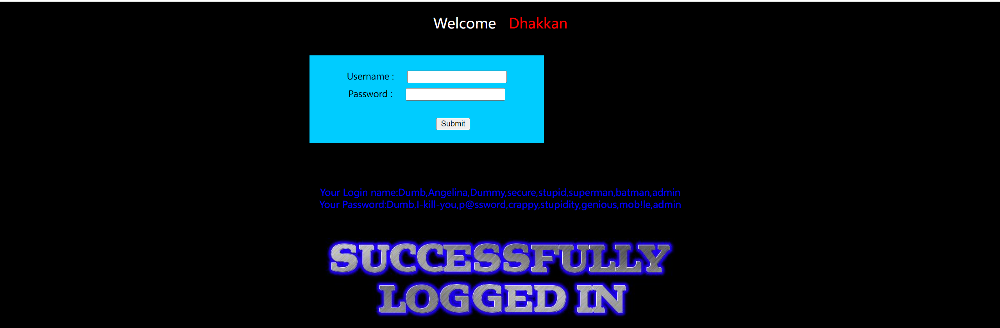 Welcome Dhakkan
Username :
Password :
Submit
Your Login name:Dumb,Angelina,Dummy,secure,stupid,superman,batman,admin
Your Password:Dumb,I-kill-you,p@ssword,crappy,stupidity,genious,mob!le,admin
SUCCESSFULLY
LOGGED IN